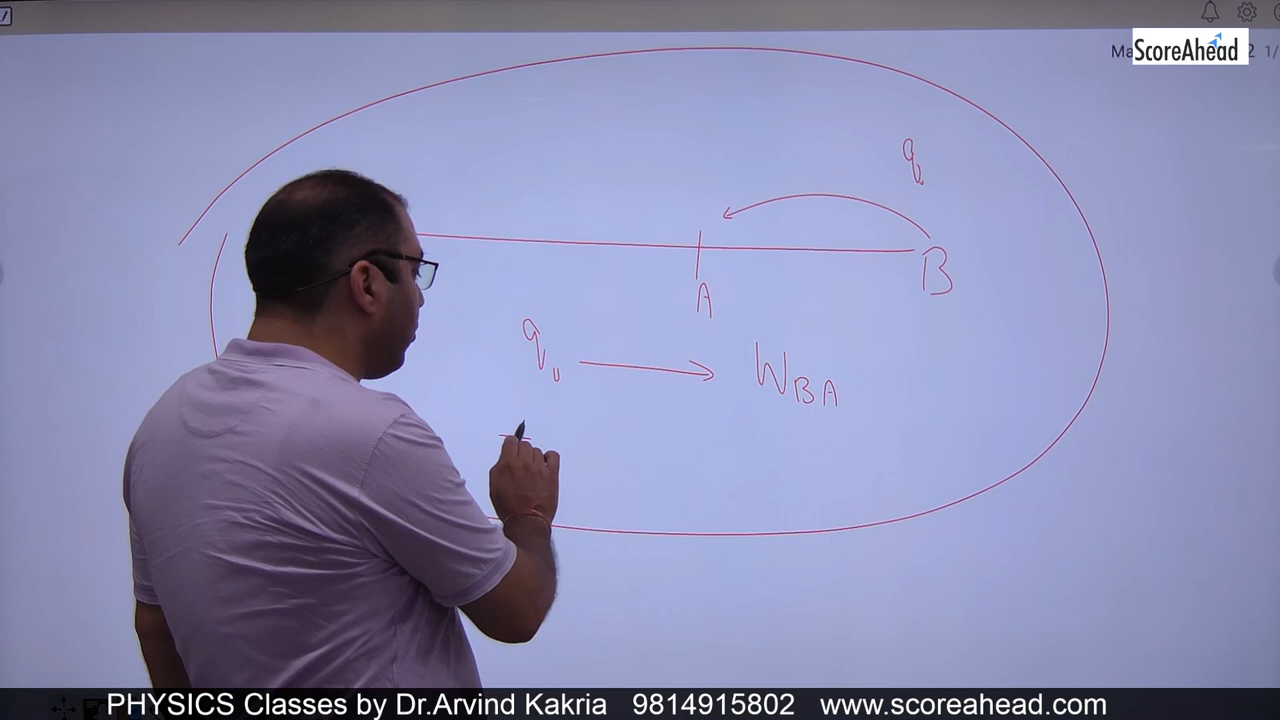 ScoreAhead
q₀
A
B
q₀ → W_BA
PHYSICS Classes by Dr.Arvind Kakria 9814915802 www.scoreahead.com